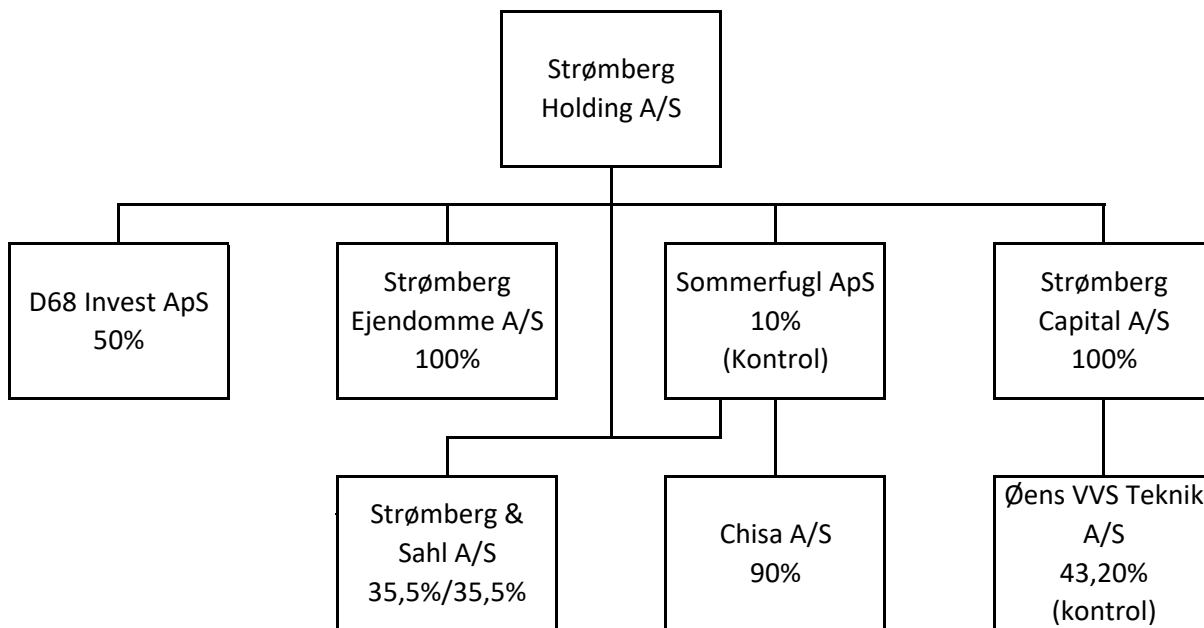 Strømberg
Holding A/S
D68 Invest ApS
50%
Strømberg
Ejendomme A/S
100%
Sommerfugl ApS
10%
(Kontrol)
Strømberg
Capital A/S
100%
Strømberg &
Sahl A/S
35,5%/35,5%
Chisa A/S
90%
Øens VVS Teknik
A/S
43,20%
(kontrol)